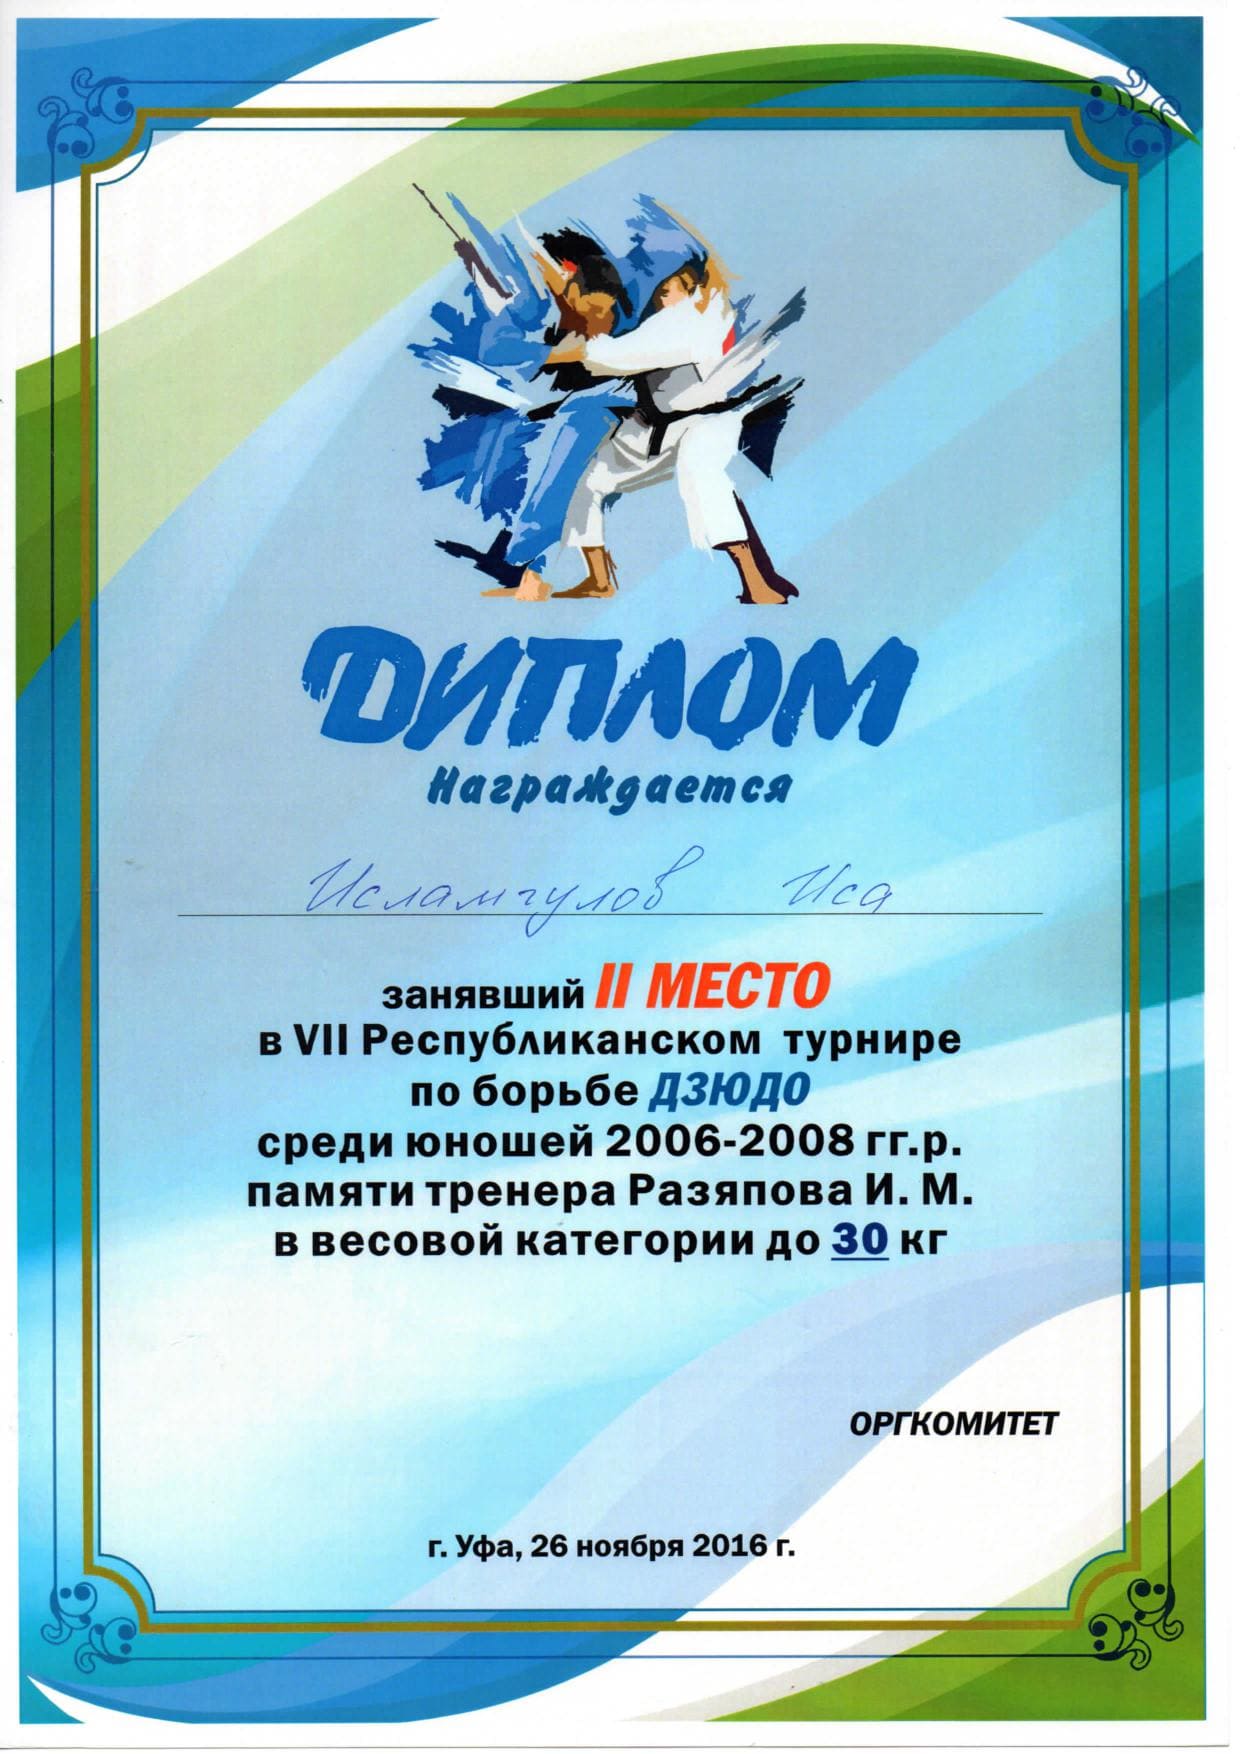 ДИПЛОМ
Награждается
Исламгулов Иса
занявший II МЕСТО
в VII Республиканском турнире
по борьбе ДЗЮДО
среди юношей 2006-2008 гг.р.
памяти тренера Разяпова И. М.
в весовой категории до 30 кг
ОРГКОМИТЕТ
г. Уфа, 26 ноября 2016 г.